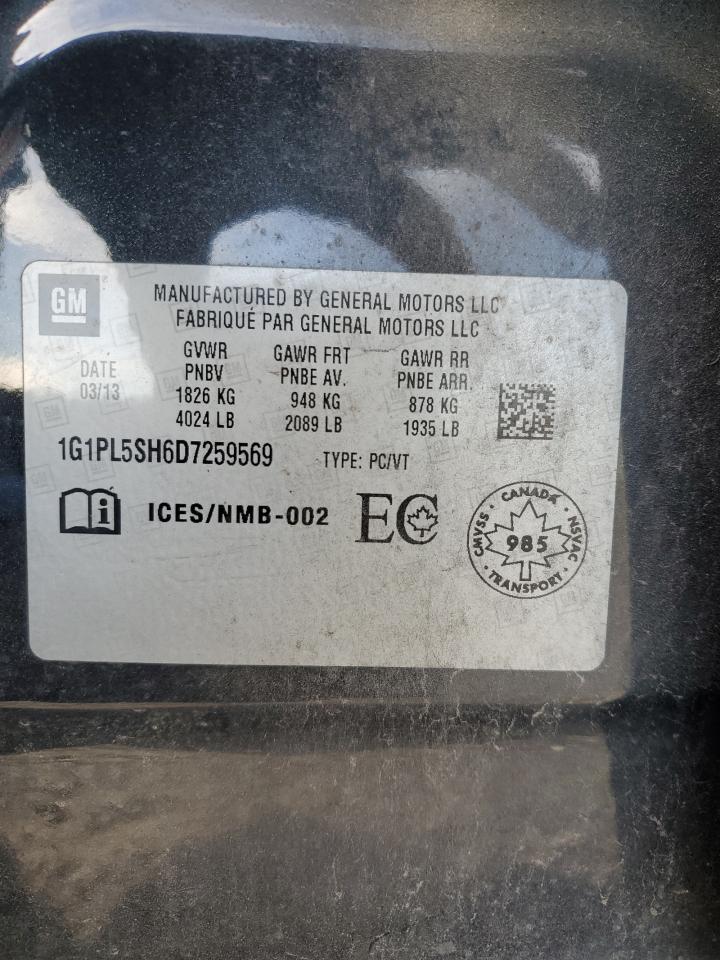 GM
MANUFACTURED BY GENERAL MOTORS LLC
FABRIQUÉ PAR GENERAL MOTORS LLC
DATE
03/13
GVWR
PNBV
1826 KG
4024 LB
GAWR FRT
PNBE AV.
948 KG
2089 LB
GAWR RR
PNBE ARR.
878 KG
1935 LB
1G1PL5SH6D7259569 TYPE: PC/VT
i ICES/NMB-002 EC
CANADA
CMVSS · NSVAC
985
TRANSPORT